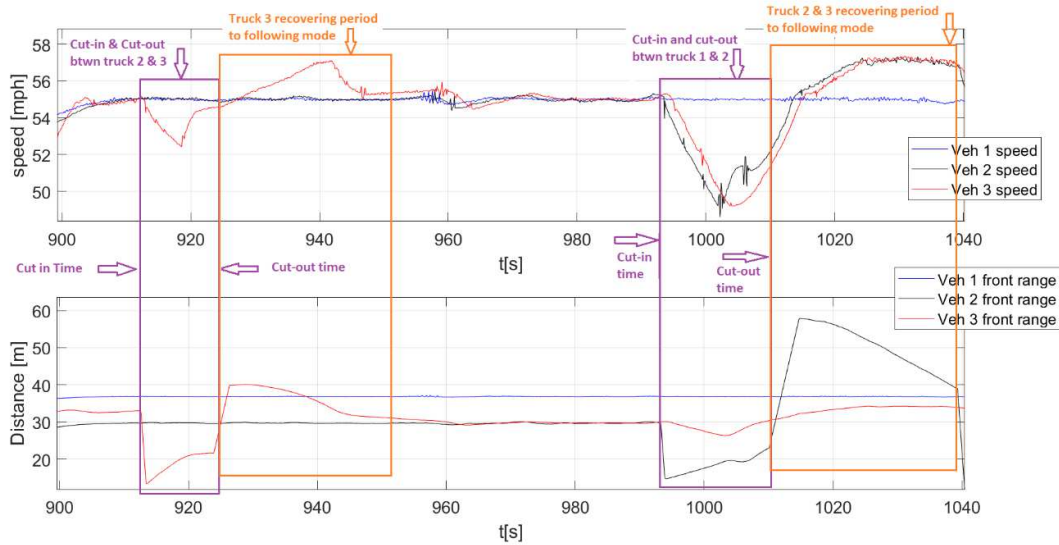 Truck 3 recovering period
to following mode
Truck 2 & 3 recovering period
to following mode
Cut-in & Cut-out
btwn truck 2 & 3
Cut-in and cut-out
btwn truck 1 & 2
58
56
54
52
50
speed [mph]
Veh 1 speed
Veh 2 speed
Veh 3 speed
900
920
940
960
980
1000
1020
1040
t[s]
Cut in Time
Cut-out time
Cut-in
time
Cut-out
time
Veh 1 front range
Veh 2 front range
Veh 3 front range
60
50
40
30
20
Distance [m]
900
920
940
960
980
1000
1020
1040
t[s]